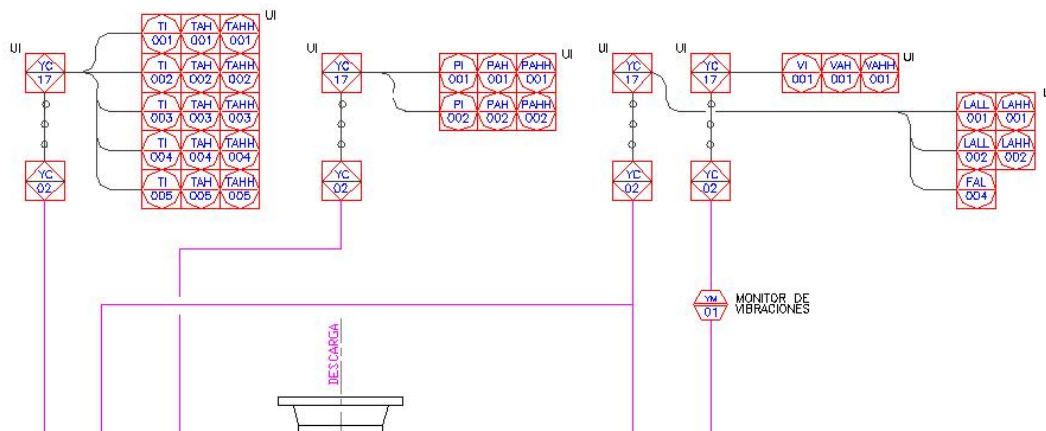 UI
YC
17
YC
02
UI
TI TAH TAHH
001 001 001
TI TAH TAHH
002 002 002
TI TAH TAHH
003 003 003
TI TAH TAHH
004 004 004
TI TAH TAHH
005 005 005
UI
YC
17
YC
02
UI
PI PAH PAHH
001 001 001
PI PAH PAHH
002 002 002
UI
YC
17
YC
02
UI
YC
17
YC
02
UI
VI VAH VAHH
001 001 001
LALL LAHH
001 001
LALL LAHH
002 002
FAL
004
YM
01
MONITOR DE
VIBRACIONES
DESCARGA